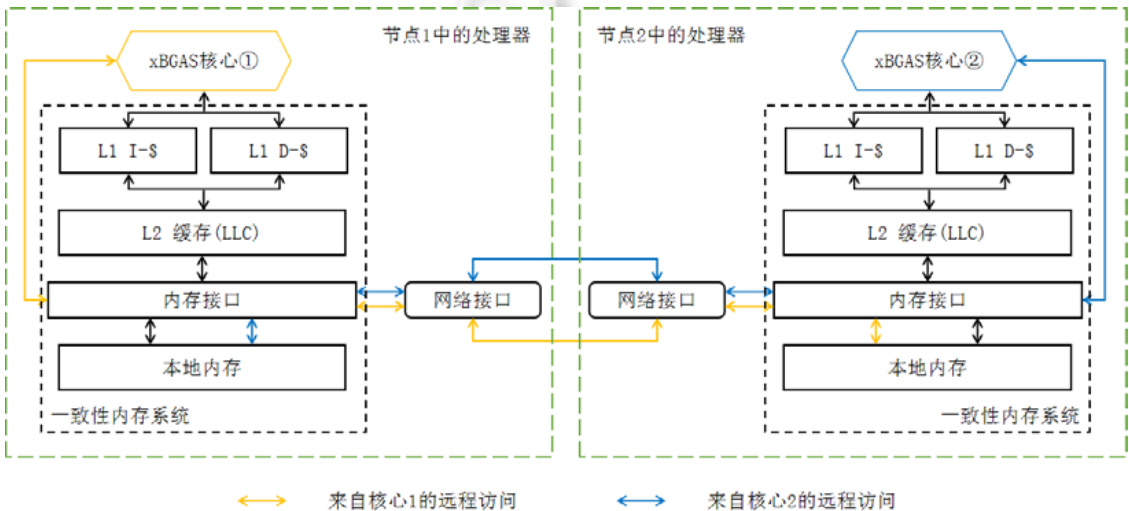 节点1中的处理器
xBGAS核心①
L1 I-$
L1 D-$
L2 缓存(LLC)
内存接口
网络接口
本地内存
一致性内存系统
节点2中的处理器
xBGAS核心②
L1 I-$
L1 D-$
L2 缓存(LLC)
网络接口
内存接口
本地内存
一致性内存系统
来自核心1的远程访问
来自核心2的远程访问